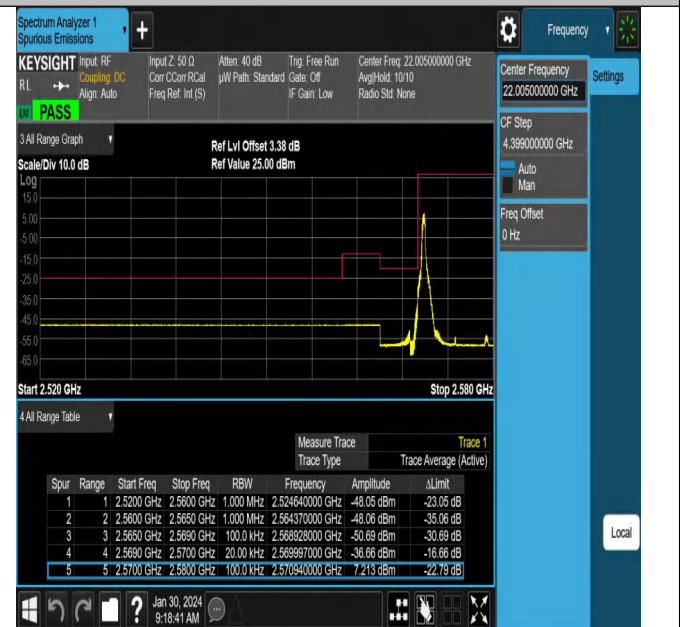 Spectrum Analyzer 1
Spurious Emissions
+
Frequency
KEYSIGHT
RL
Input: RF
Coupling: DC
Align: Auto
Input Z: 50 Ω
Corr CCorr RCal
Freq Ref: Int (S)
Atten: 40 dB
µW Path: Standard
Trig: Free Run
Gate: Off
IF Gain: Low
Center Freq: 22.005000000 GHz
Avg|Hold: 10/10
Radio Std: None
PASS
Center Frequency
22.005000000 GHz
Settings
CF Step
4.399000000 GHz
Auto
Man
Freq Offset
0 Hz
3 All Range Graph
Ref Lvl Offset 3.38 dB
Scale/Div 10.0 dB
Ref Value 25.00 dBm
Log
15.0
5.00
-5.00
-15.0
-25.0
-35.0
-45.0
-55.0
-65.0
Start 2.520 GHz
Stop 2.580 GHz
4 All Range Table
Measure Trace Trace 1
Trace Type Trace Average (Active)
Spur Range Start Freq Stop Freq RBW Frequency Amplitude ΔLimit
1 1 2.5200 GHz 2.5600 GHz 1.000 MHz 2.524640000 GHz -48.05 dBm -23.05 dB
2 2 2.5600 GHz 2.5650 GHz 1.000 MHz 2.564370000 GHz -48.06 dBm -35.06 dB
3 3 2.5650 GHz 2.5690 GHz 100.0 kHz 2.568928000 GHz -50.69 dBm -30.69 dB
4 4 2.5690 GHz 2.5700 GHz 20.00 kHz 2.569997000 GHz -36.66 dBm -16.66 dB
5 5 2.5700 GHz 2.5800 GHz 100.0 kHz 2.570940000 GHz 7.213 dBm -22.79 dB
Local
?
Jan 30, 2024
9:18:41 AM